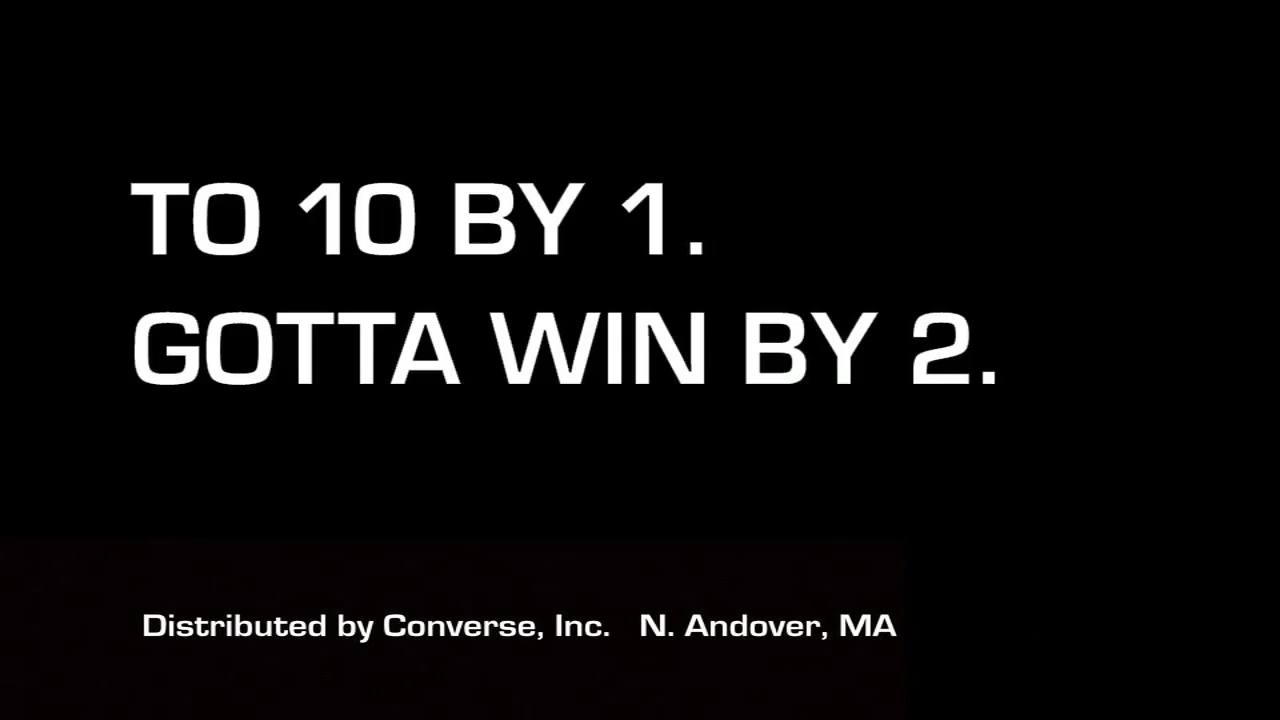 TO 10 BY 1.
GOTTA WIN BY 2.
Distributed by Converse, Inc. N. Andover, MA